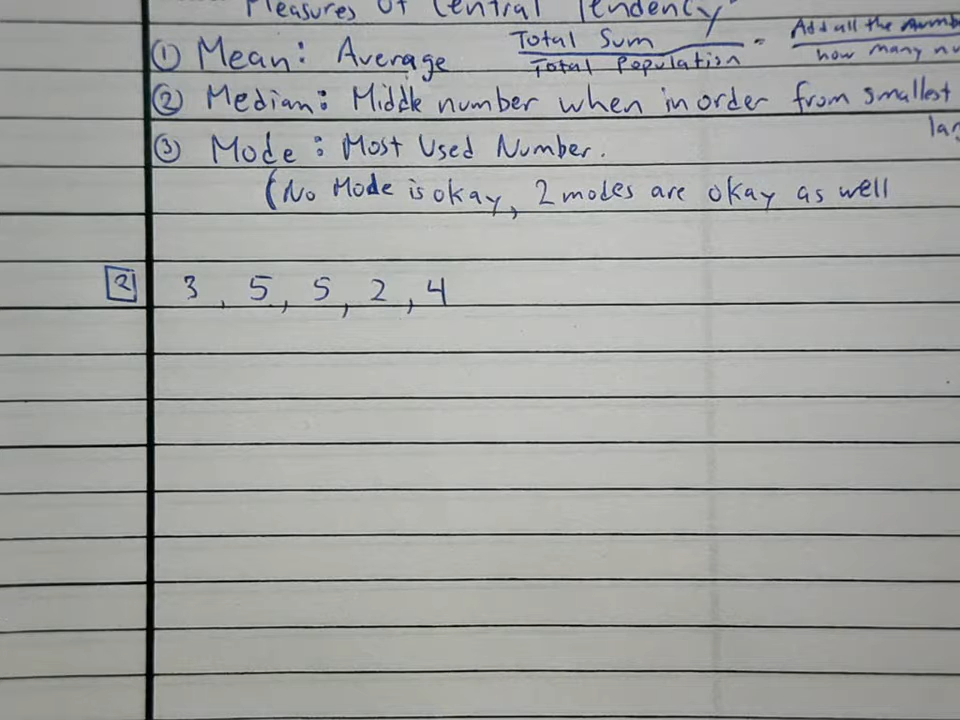 Measures Of Central Tendency
① Mean: Average Total Sum / Total Population = Add all the / how many
② Median: Middle number when in order from smallest
③ Mode: Most Used Number.
(No Mode is okay, 2 modes are okay as well
2 3, 5, 5, 2, 4